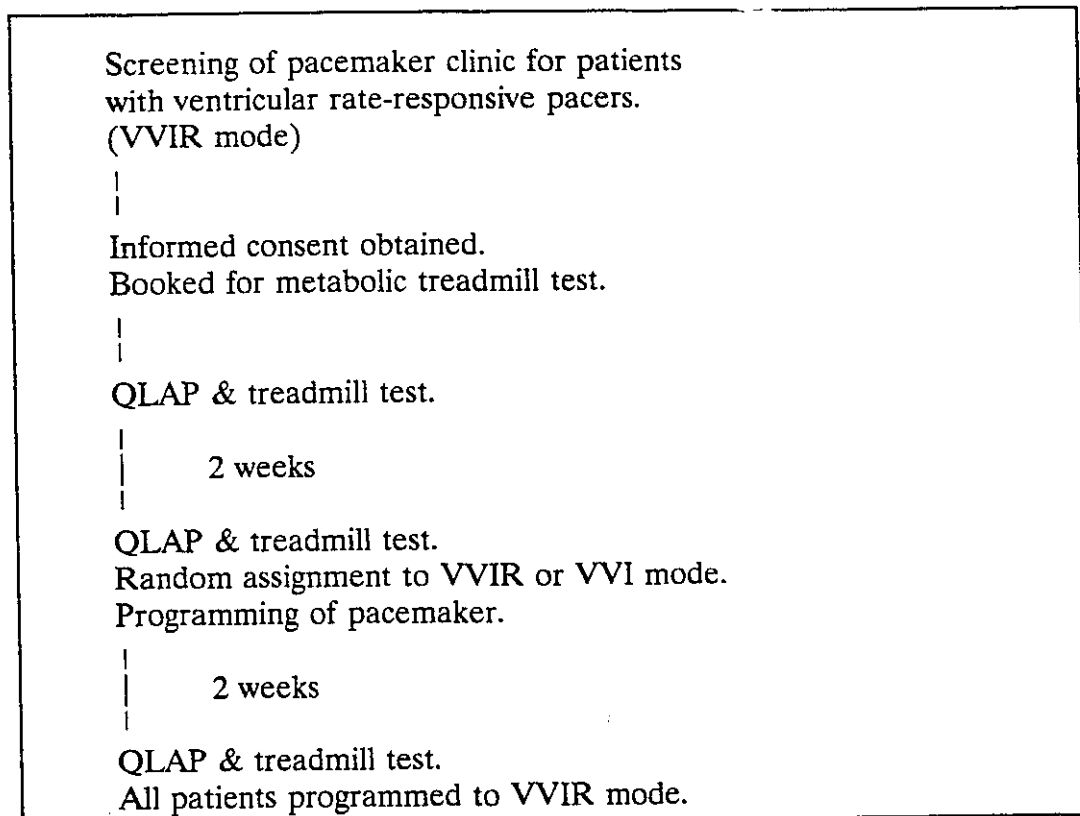 Screening of pacemaker clinic for patients
with ventricular rate-responsive pacers.
(VVIR mode)
Informed consent obtained.
Booked for metabolic treadmill test.
QLAP & treadmill test.
2 weeks
QLAP & treadmill test.
Random assignment to VVIR or VVI mode.
Programming of pacemaker.
2 weeks
QLAP & treadmill test.
All patients programmed to VVIR mode.